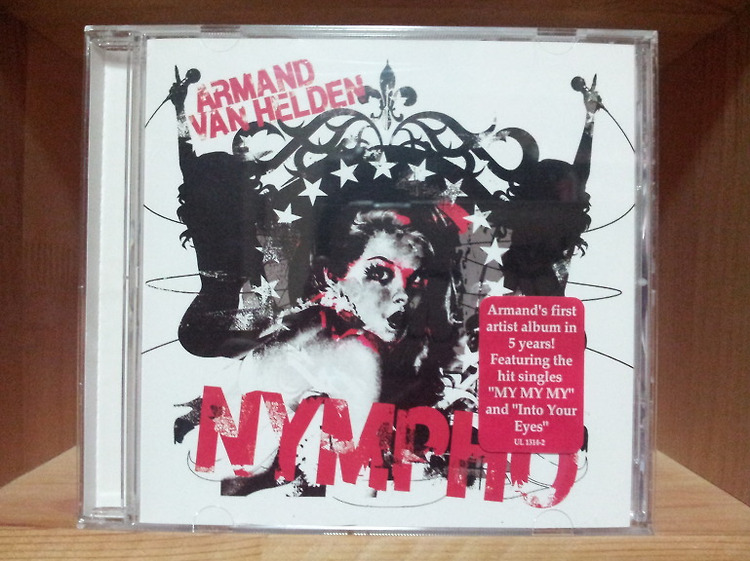 ARMAND
VAN HELDEN
NYMPHO
Armand's first
artist album in
5 years!
Featuring the
hit singles
"MY MY MY"
and "Into Your
Eyes"
UL 1316-2